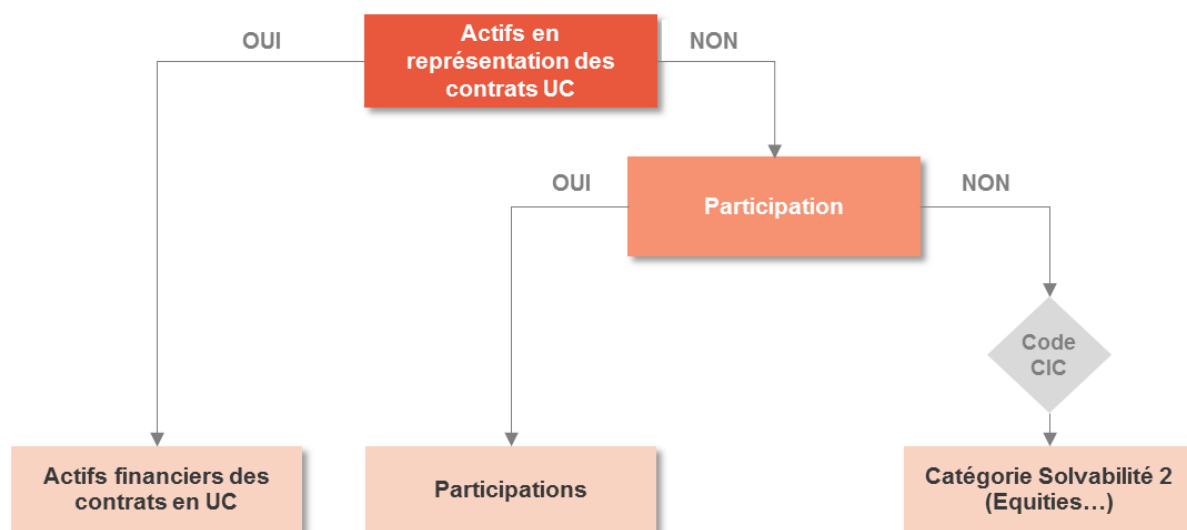 OUI
Actifs en
représentation des
contrats UC
NON
OUI
Participation
NON
Code
CIC
Actifs financiers des
contrats en UC
Participations
Catégorie Solvabilité 2
(Equities…)